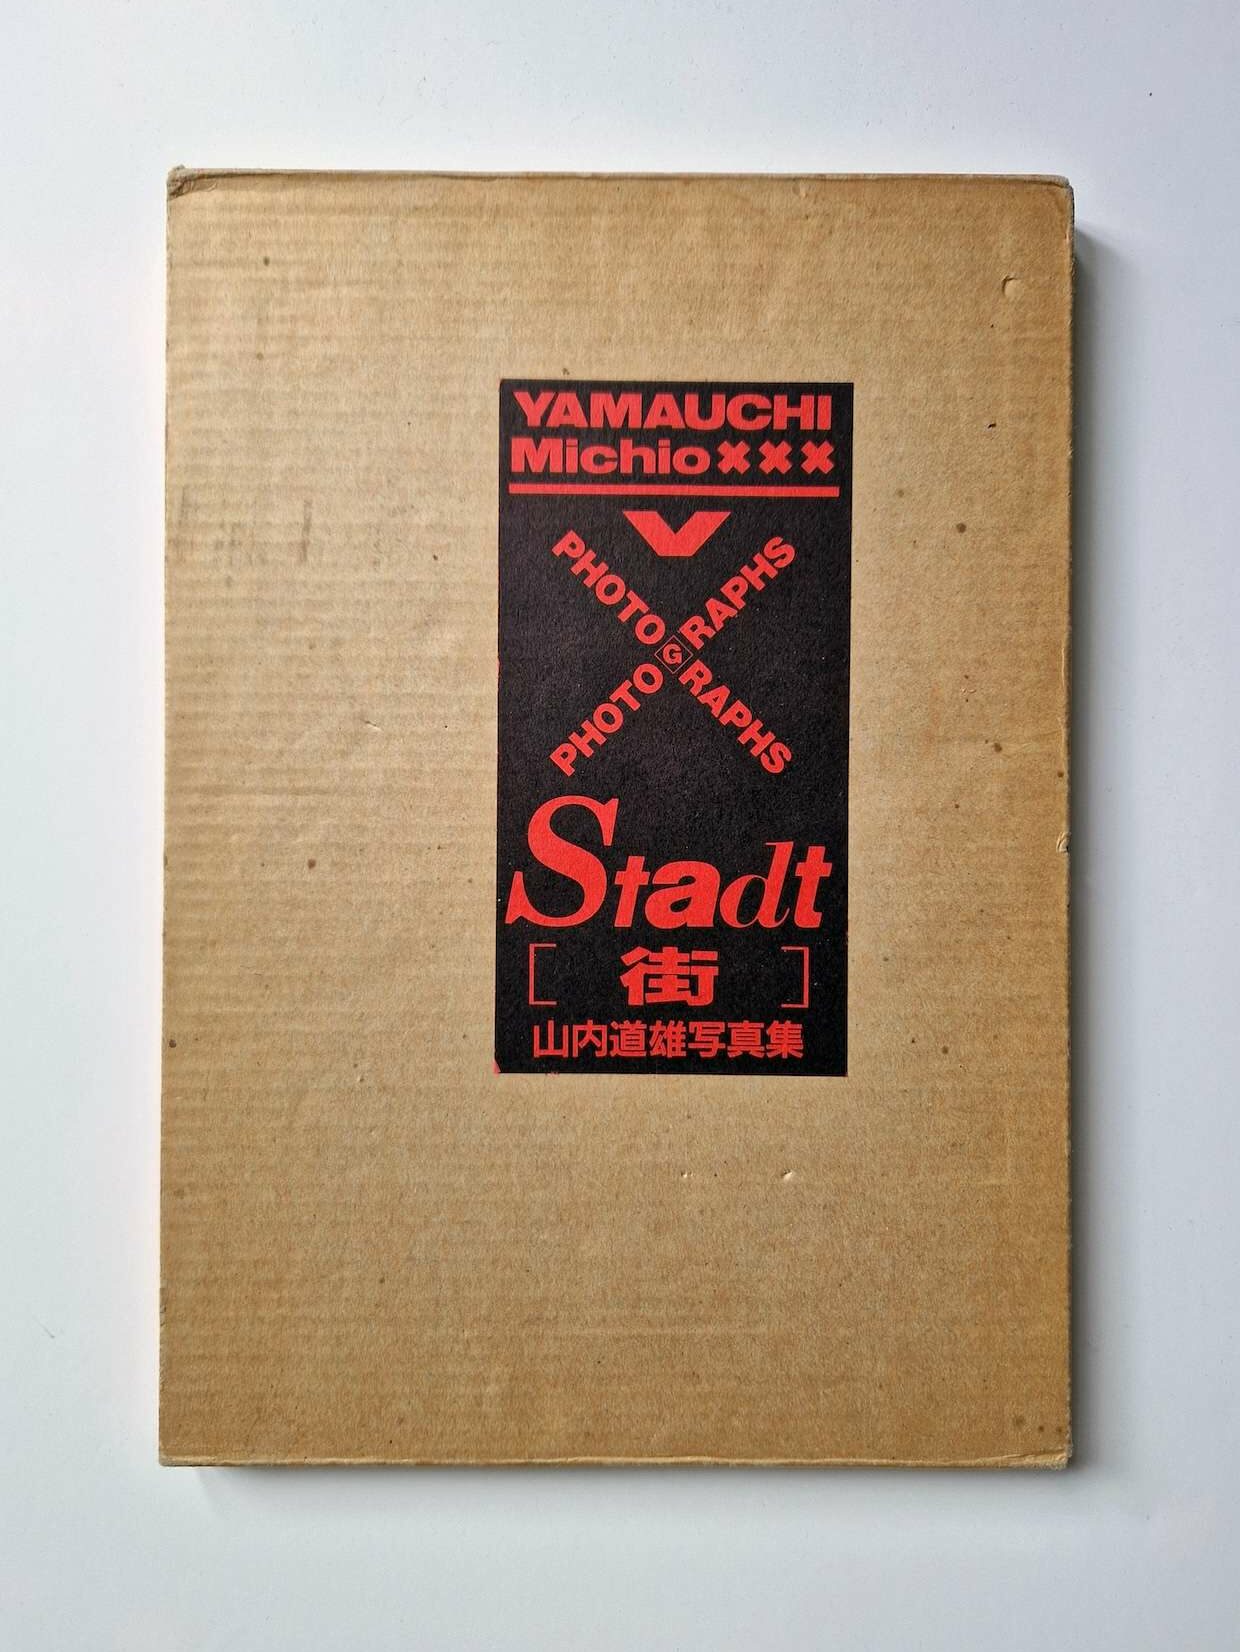 YAMAUCHI
Michio✖✖✖
PHOTOGRAPHS
PHOTOGRAPHS
Stadt
[街]
山内道雄写真集